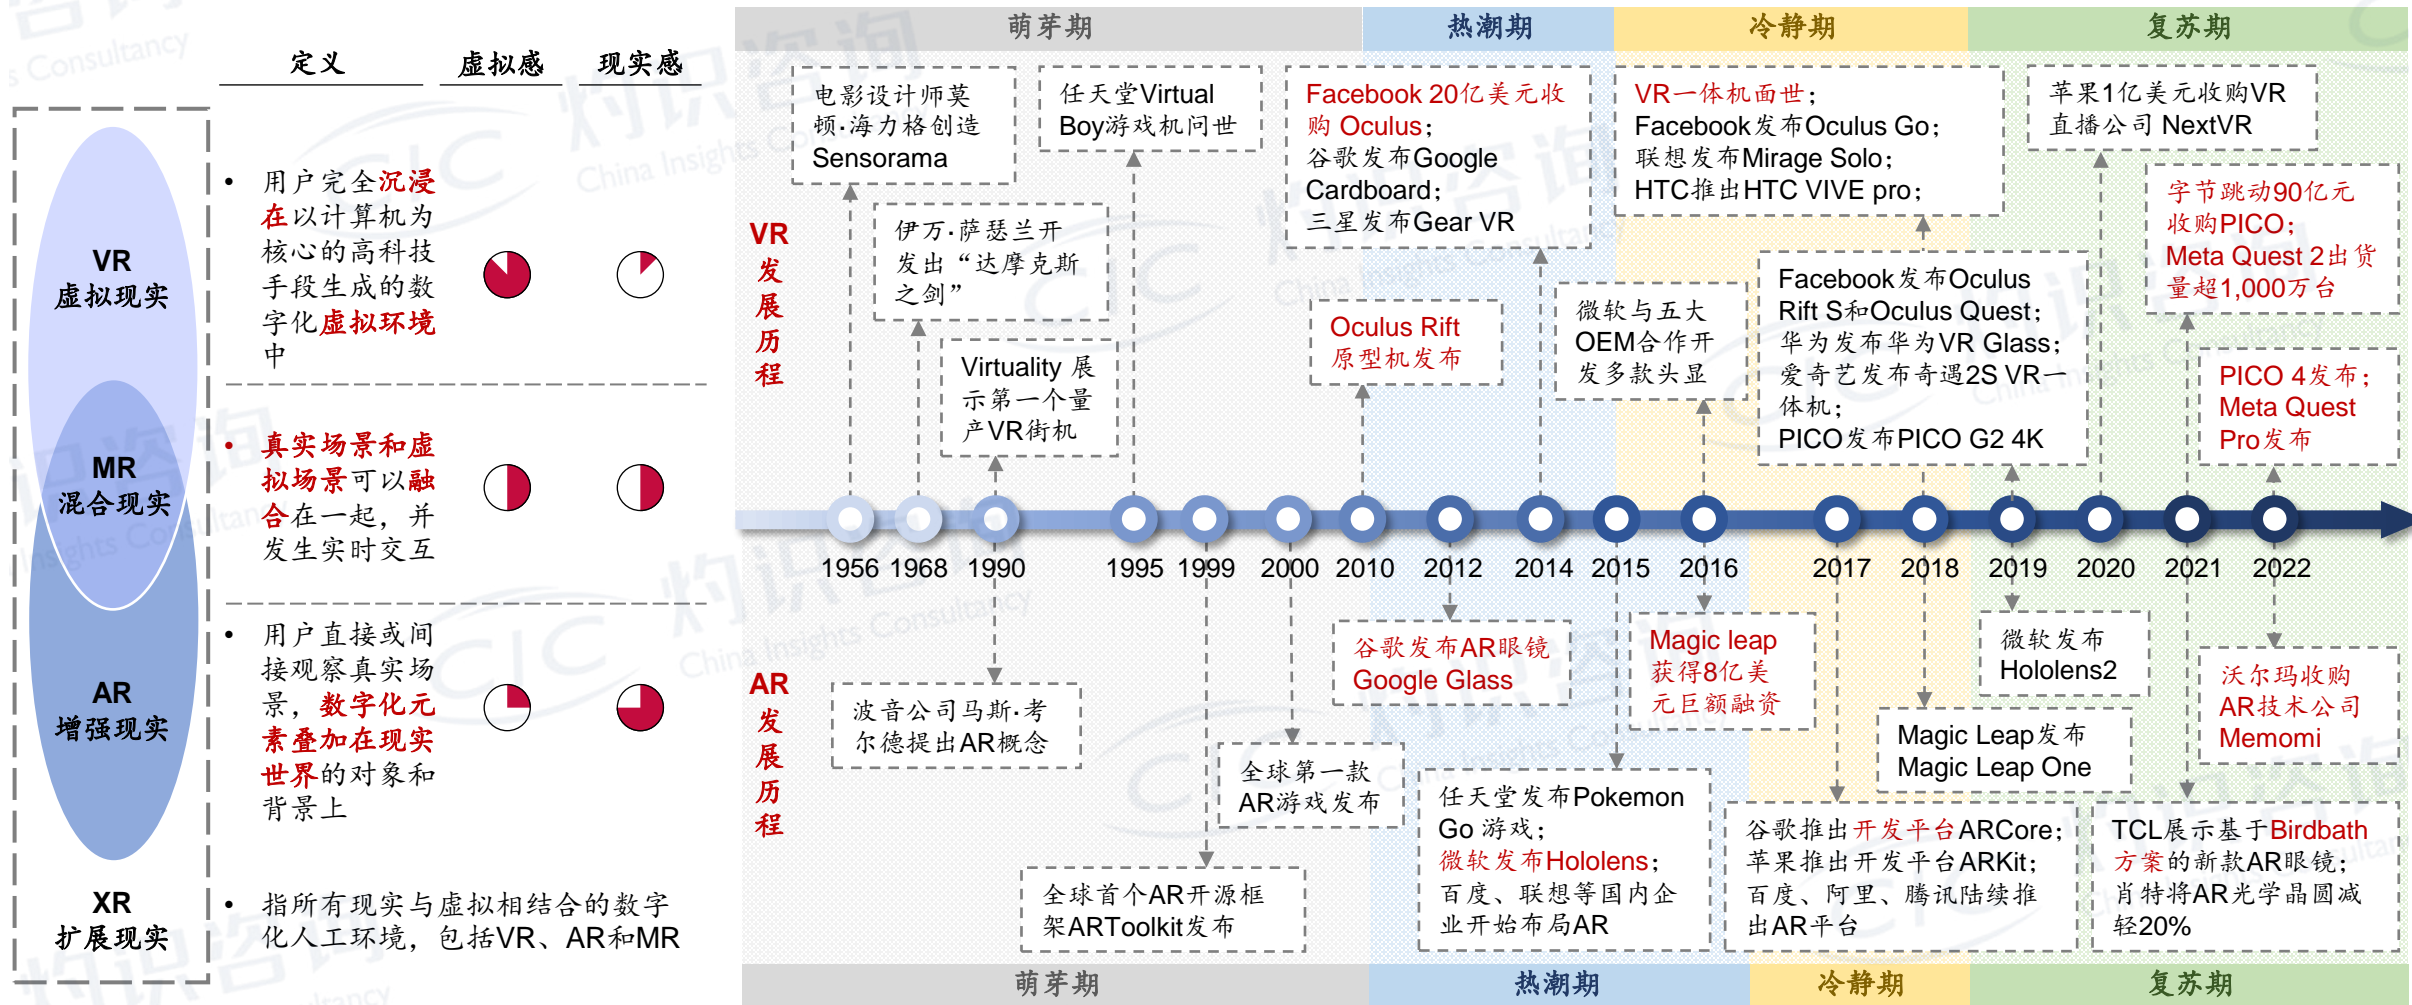 定义
虚拟感
现实感
VR
虚拟现实
• 用户完全沉浸
在以计算机为
核心的高科技
手段生成的数
字化虚拟环境
中
MR
混合现实
• 真实场景和虚
拟场景可以融
合在一起，并
发生实时交互
AR
增强现实
• 用户直接或间
接观察真实场
景，数字化元
素叠加在现实
世界的对象和
背景上
XR
扩展现实
• 指所有现实与虚拟相结合的数字
化人工环境，包括VR、AR和MR
萌芽期
热潮期
冷静期
复苏期
VR
发
展
历
程
电影设计师莫
顿·海力格创造
Sensorama
伊万·萨瑟兰开
发出“达摩克斯
之剑”
Virtuality 展
示第一个量
产VR街机
任天堂Virtual
Boy游戏机问世
Facebook 20亿美元收
购 Oculus；
谷歌发布Google
Cardboard；
三星发布Gear VR
Oculus Rift
原型机发布
微软与五大
OEM合作开
发多款头显
VR一体机面世；
Facebook发布Oculus Go；
联想发布Mirage Solo；
HTC推出HTC VIVE pro；
Facebook发布Oculus
Rift S和Oculus Quest；
华为发布华为VR Glass；
爱奇艺发布奇遇2S VR一
体机；
PICO发布PICO G2 4K
苹果1亿美元收购VR
直播公司 NextVR
字节跳动90亿元
收购PICO；
Meta Quest 2出货
量超1,000万台
PICO 4发布；
Meta Quest
Pro发布
1956
1968
1990
1995
1999
2000
2010
2012
2014
2015
2016
2017
2018
2019
2020
2021
2022
AR
发
展
历
程
波音公司马斯·考
尔德提出AR概念
全球首个AR开源框
架ARToolkit发布
全球第一款
AR游戏发布
谷歌发布AR眼镜
Google Glass
任天堂发布Pokemon
Go 游戏；
微软发布Hololens；
百度、联想等国内企
业开始布局AR
Magic leap
获得8亿美
元巨额融资
谷歌推出开发平台ARCore；
苹果推出开发平台ARKit；
百度、阿里、腾讯陆续推
出AR平台
Magic Leap发布
Magic Leap One
微软发布
Hololens2
TCL展示基于Birdbath
方案的新款AR眼镜；
肖特将AR光学晶圆减
轻20%
沃尔玛收购
AR技术公司
Memomi
萌芽期
热潮期
冷静期
复苏期
CIC 灼识咨询
China Insights Consultancy